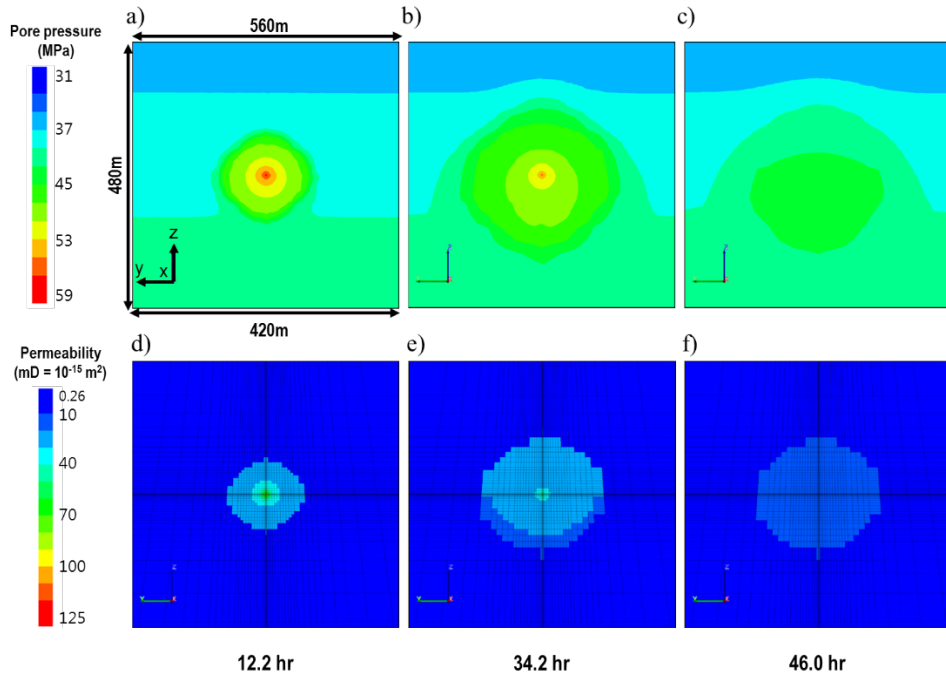 a)
b)
c)
Pore pressure
(MPa)
560m
31
37
45
53
59
480m
z
y
x
420m
d)
e)
f)
Permeability
(mD = 10⁻¹⁵ m²)
0.26
10
40
70
100
125
Z
Y
X
Z
Y
X
Z
Y
X
12.2 hr
34.2 hr
46.0 hr